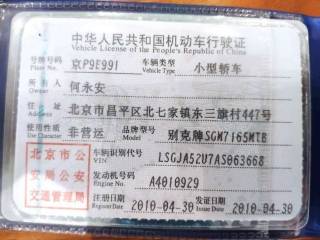 中华人民共和国机动车行驶证
Vehicle License of the People's Republic of China
号牌号码 京P9E991 车辆类型 小型轿车
Plate No. Vehicle Type
所有人 何永安
Owner
住址 北京市昌平区北七家镇东三旗村447号
Address
使用性质 非营运 品牌型号 别克牌SGM7165MTB
Use Character Model
北京市公安局公安交通管理局
车辆识别代号 LSGJA52U7AS063668
VIN
发动机号码 A4010929
Engine No.
注册日期 2010-04-30 发证日期 2010-04-30
Register Date Issue Date